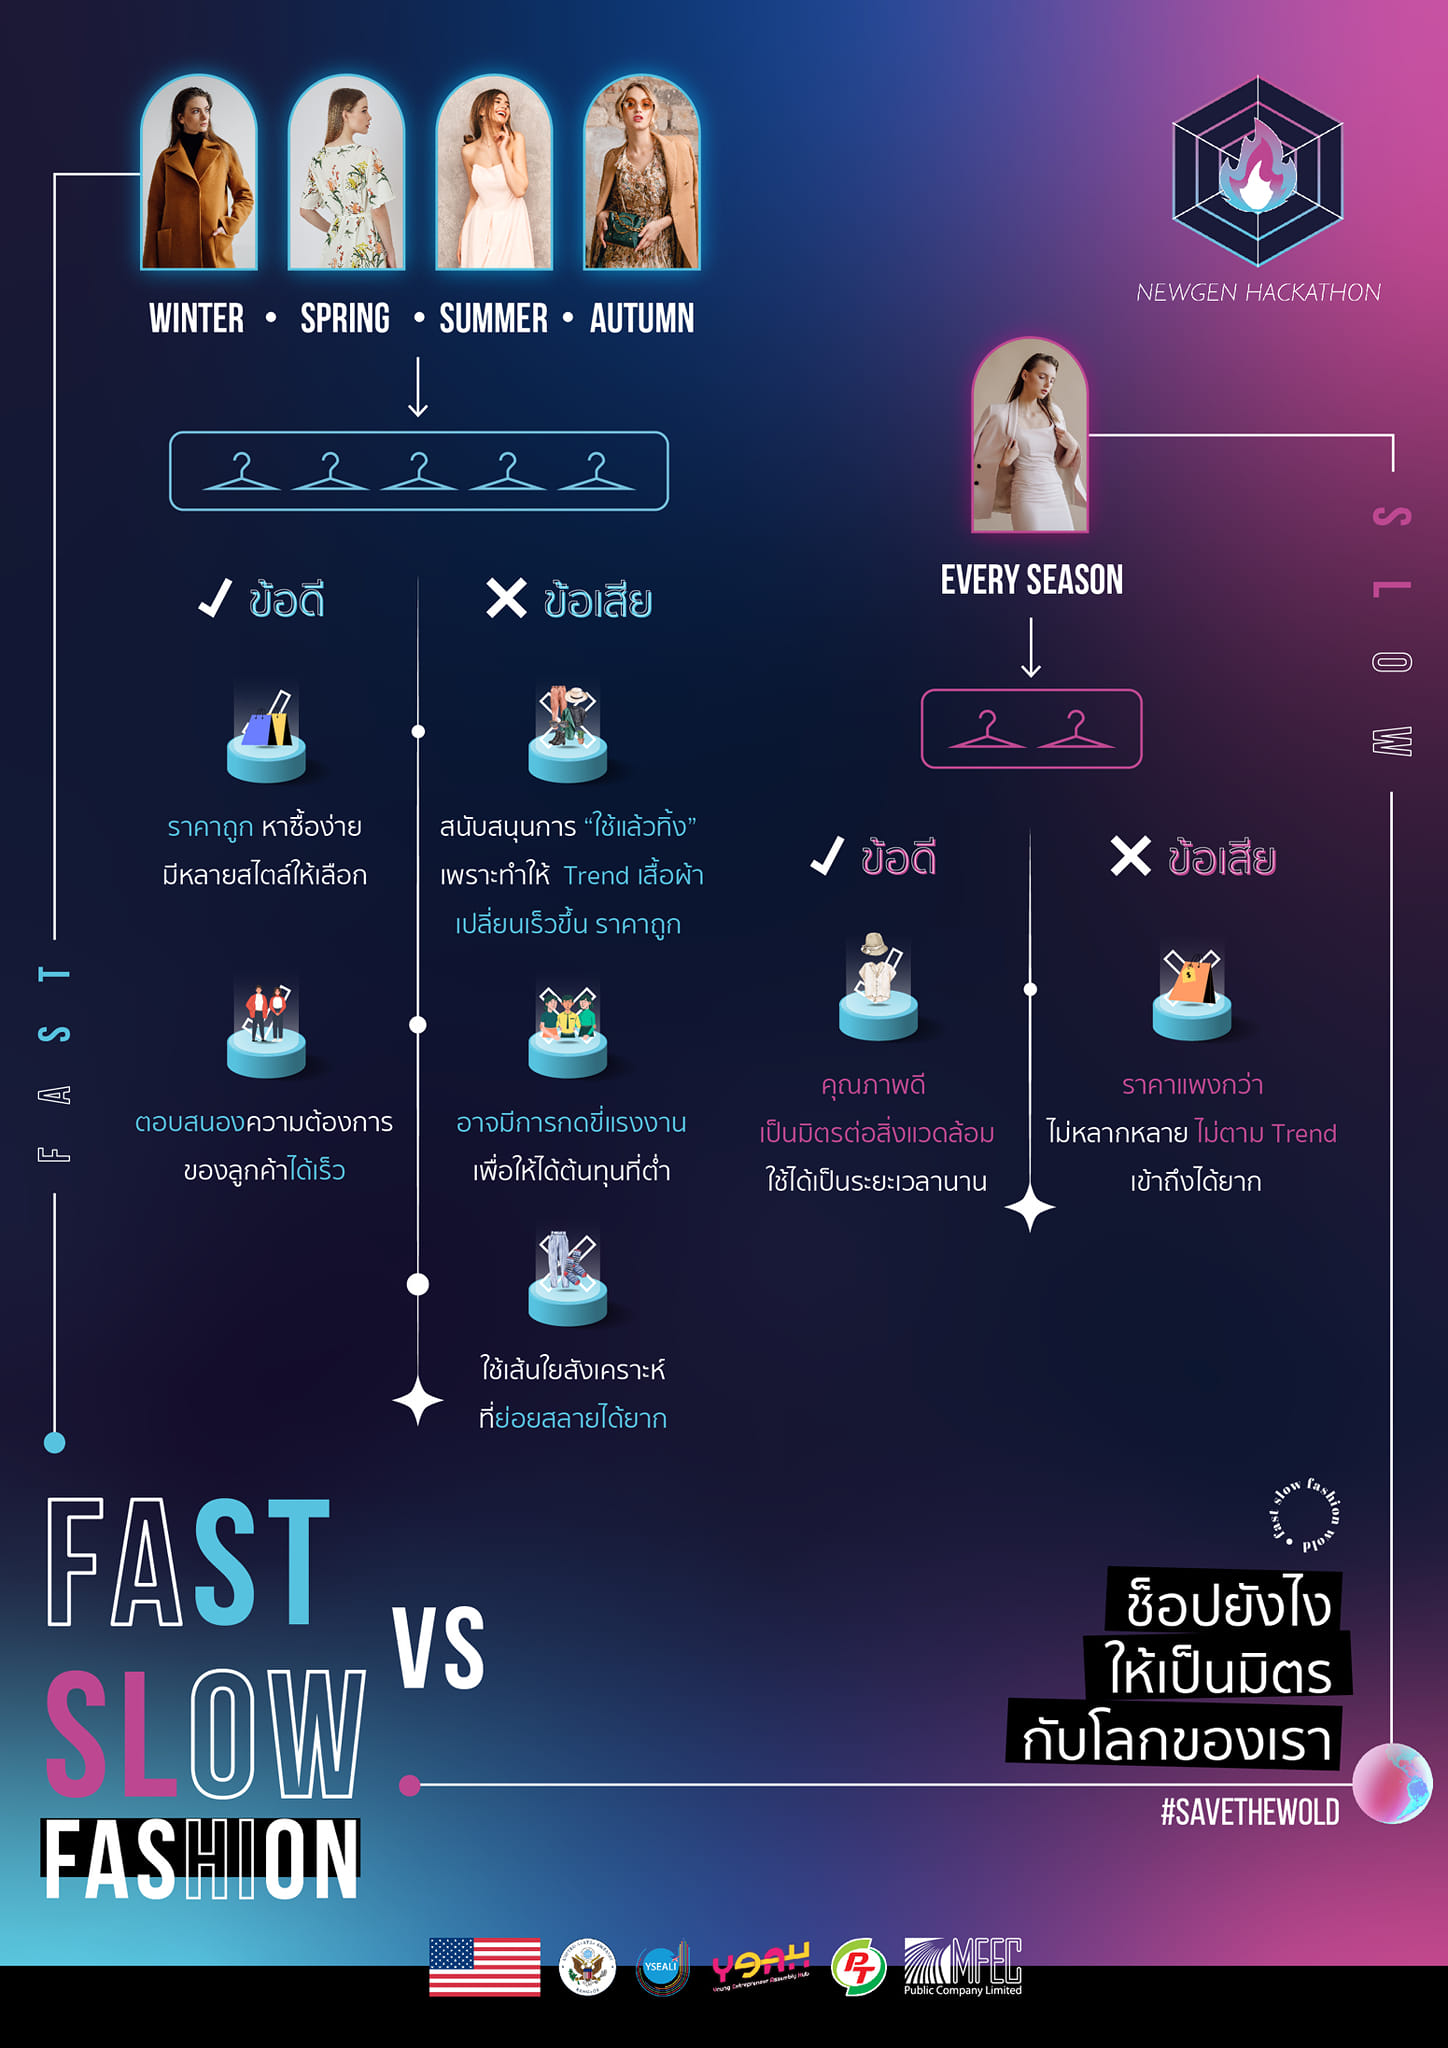 NEWGEN HACKATHON
WINTER • SPRING • SUMMER • AUTUMN
ข้อดี
ราคาถูก หาซื้อง่าย
มีหลายสไตล์ให้เลือก
ตอบสนองความต้องการ
ของลูกค้าได้เร็ว
ข้อเสีย
สนับสนุนการ “ใช้แล้วทิ้ง”
เพราะทำให้ Trend เสื้อผ้า
เปลี่ยนเร็วขึ้น ราคาถูก
อาจมีการกดขี่แรงงาน
เพื่อให้ได้ต้นทุนที่ต่ำ
ใช้เส้นใยสังเคราะห์
ที่ย่อยสลายได้ยาก
FAST
EVERY SEASON
ข้อดี
คุณภาพดี
เป็นมิตรต่อสิ่งแวดล้อม
ใช้ได้เป็นระยะเวลานาน
ข้อเสีย
ราคาแพงกว่า
ไม่หลากหลาย ไม่ตาม Trend
เข้าถึงได้ยาก
SLOW
FAST
VS
SLOW
FASHION
fast slow fashion wold •
ช็อปยังไง
ให้เป็นมิตร
กับโลกของเรา
#SAVETHEWOLD
YSEALI
Young Entrepreneur Assembly Hub
PT
MFEC
Public Company Limited